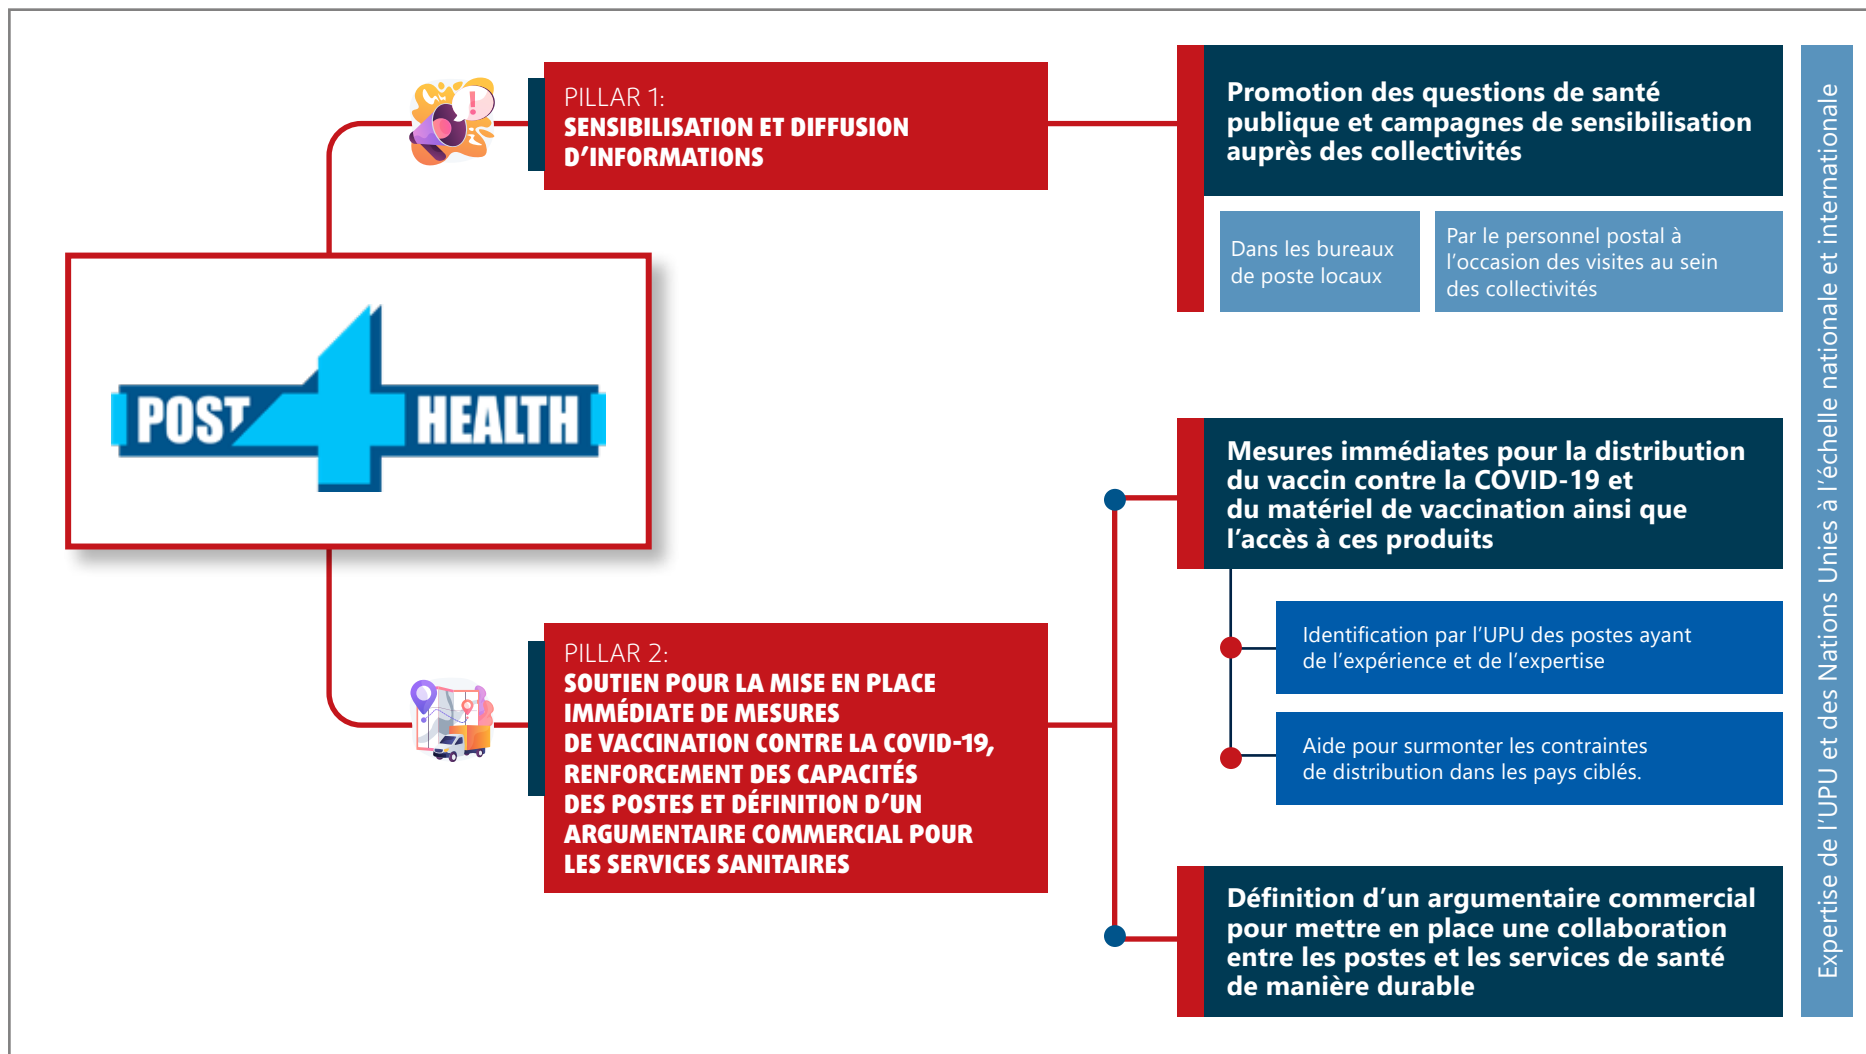 PILLAR 1:
SENSIBILISATION ET DIFFUSION
D’INFORMATIONS
Promotion des questions de santé
publique et campagnes de sensibilisation
auprès des collectivités
Dans les bureaux
de poste locaux
Par le personnel postal à
l’occasion des visites au sein
des collectivités
POST 4 HEALTH
PILLAR 2:
SOUTIEN POUR LA MISE EN PLACE
IMMÉDIATE DE MESURES
DE VACCINATION CONTRE LA COVID-19,
RENFORCEMENT DES CAPACITÉS
DES POSTES ET DÉFINITION D’UN
ARGUMENTAIRE COMMERCIAL POUR
LES SERVICES SANITAIRES
Mesures immédiates pour la distribution
du vaccin contre la COVID-19 et
du matériel de vaccination ainsi que
l’accès à ces produits
Identification par l’UPU des postes ayant
de l’expérience et de l’expertise
Aide pour surmonter les contraintes
de distribution dans les pays ciblés.
Définition d’un argumentaire commercial
pour mettre en place une collaboration
entre les postes et les services de santé
de manière durable
Expertise de l’UPU et des Nations Unies à l’échelle nationale et internationale